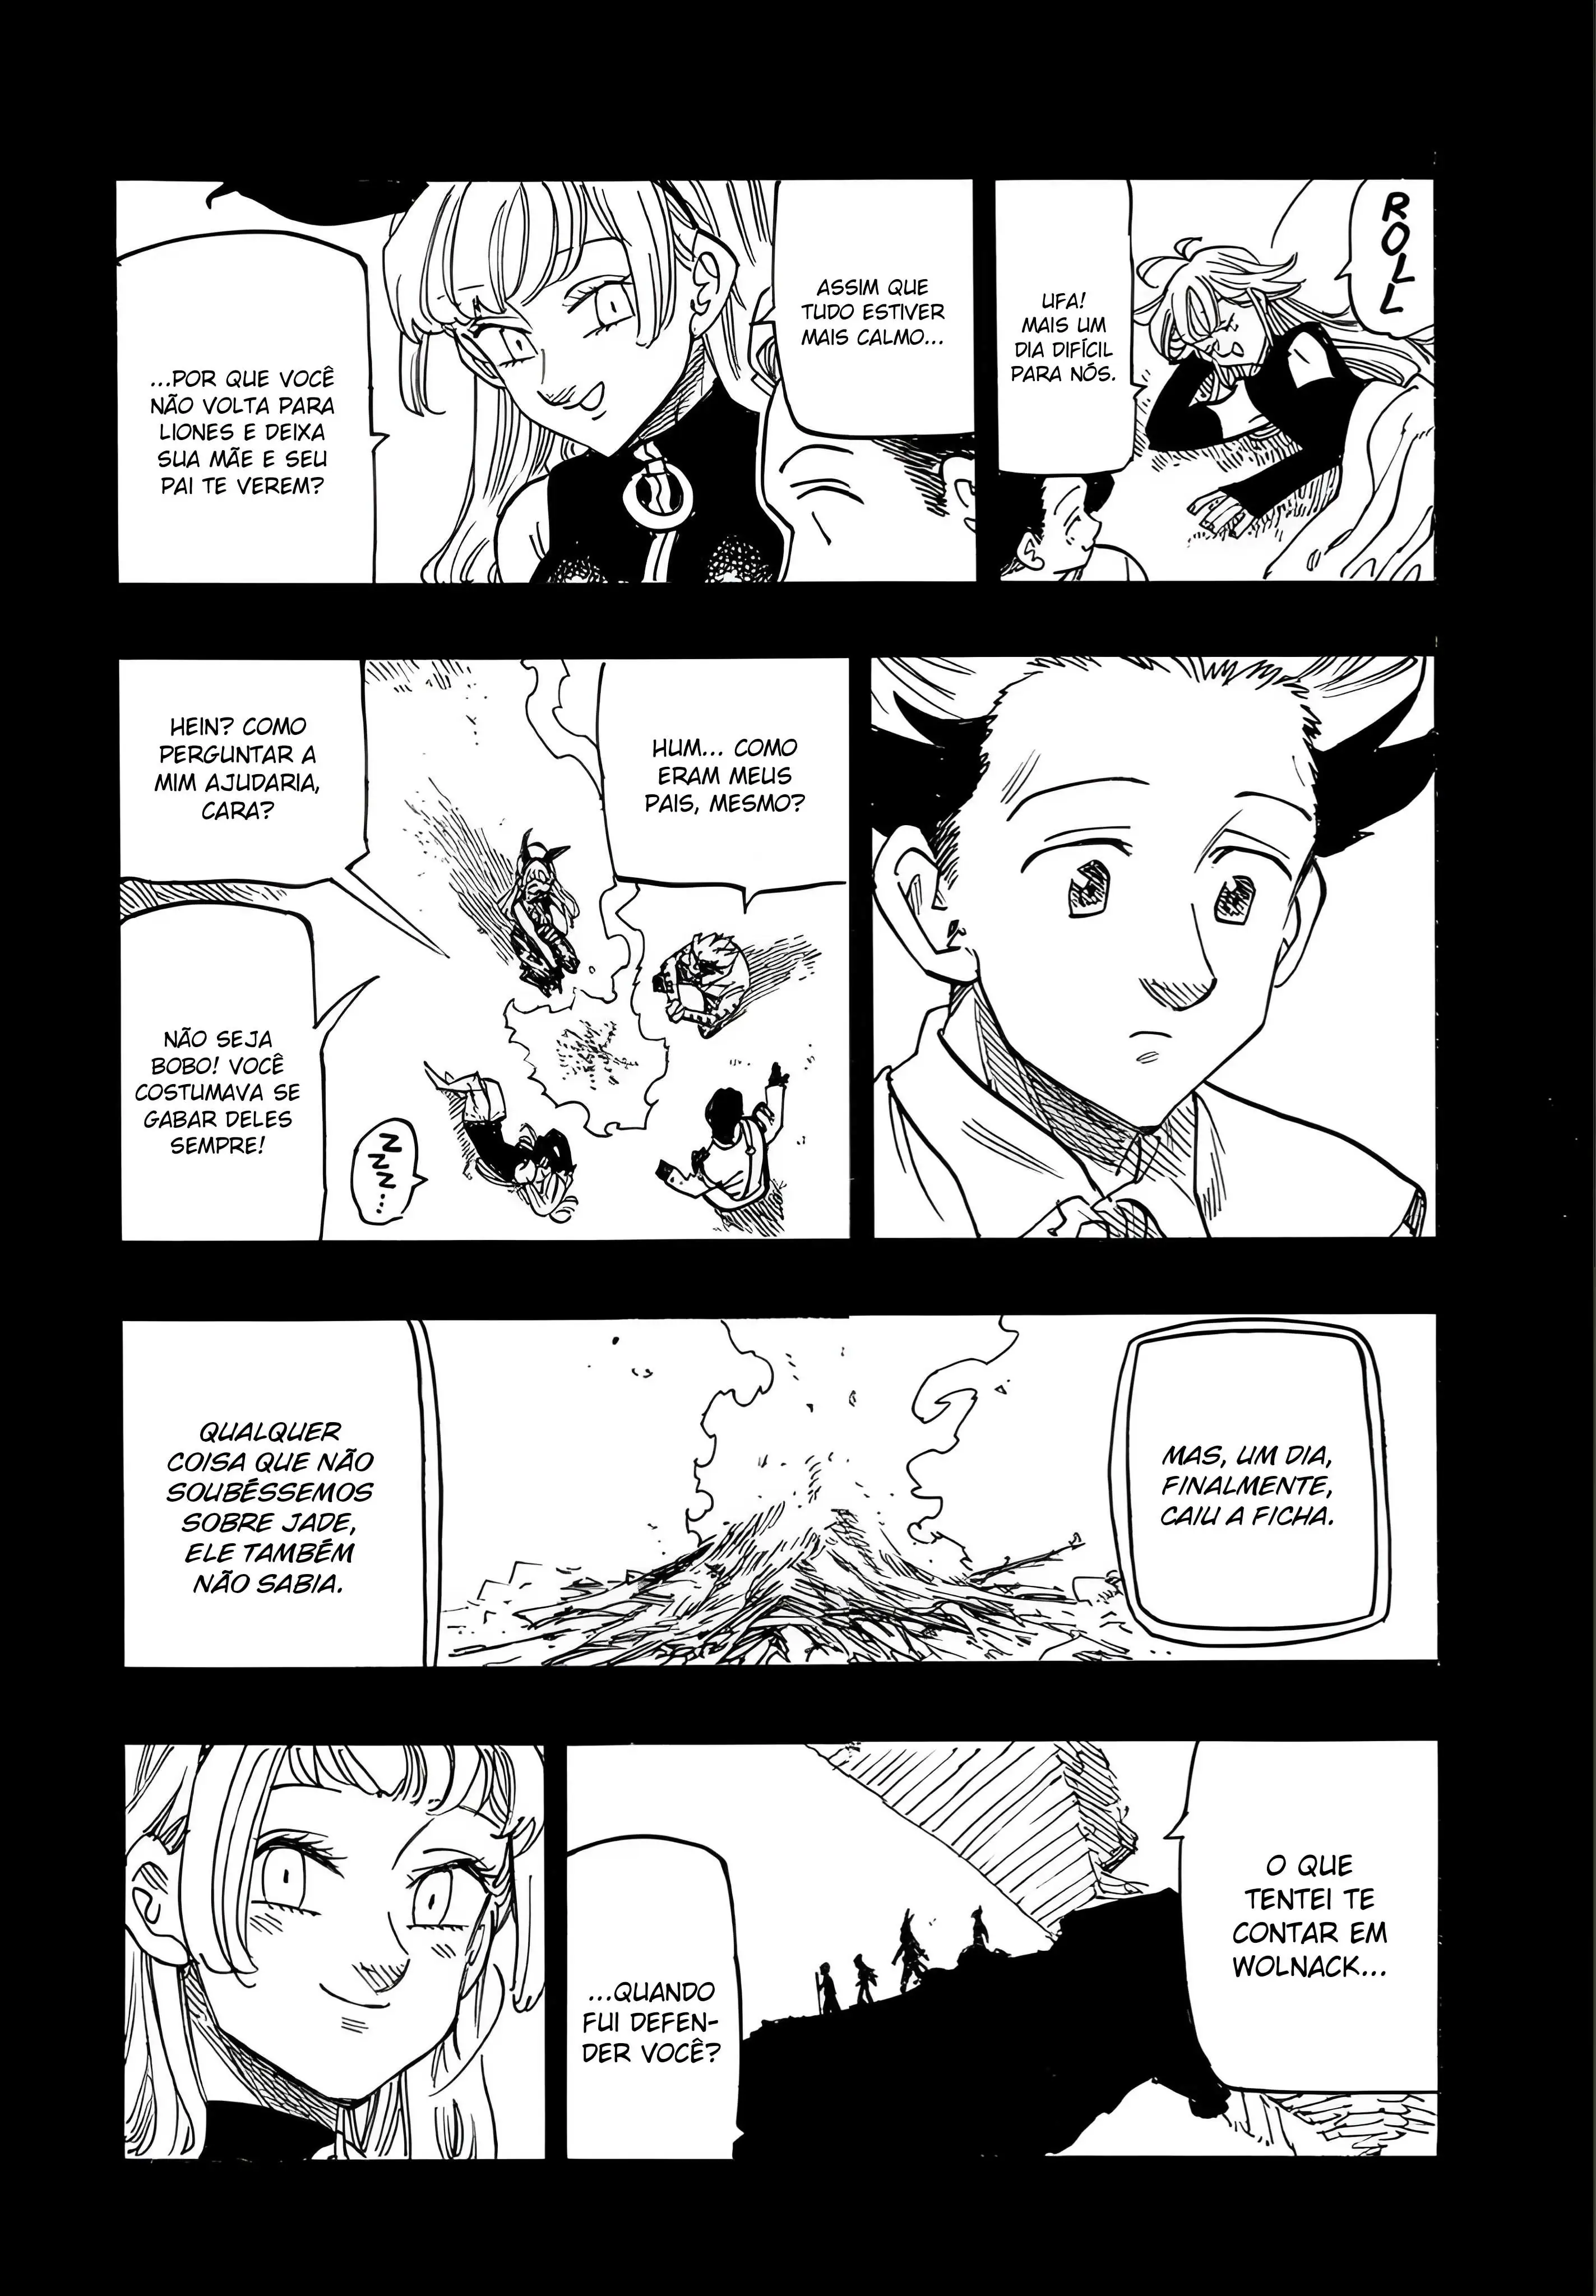 ROLL
UFA!
MAIS UM
DIA DIFÍCIL
PARA NÓS.
ASSIM QUE
TUDO ESTIVER
MAIS CALMO...
...POR QUE VOCÊ
NÃO VOLTA PARA
LIONES E DEIXA
SUA MÃE E SEU
PAI TE VEREM?
HUM... COMO
ERAM MEUS
PAIS, MESMO?
HEIN? COMO
PERGUNTAR A
MIM AJUDARIA,
CARA?
NÃO SEJA
BOBO! VOCÊ
COSTUMAVA SE
GABAR DELES
SEMPRE!
NNN...
MAS, UM DIA,
FINALMENTE,
CAIU A FICHA.
QUALQUER
COISA QUE NÃO
SOUBÉSSEMOS
SOBRE JADE,
ELE TAMBÉM
NÃO SABIA.
O QUE
TENTEI TE
CONTAR EM
WOLNACK...
...QUANDO
FUI DEFEN-
DER VOCÊ?